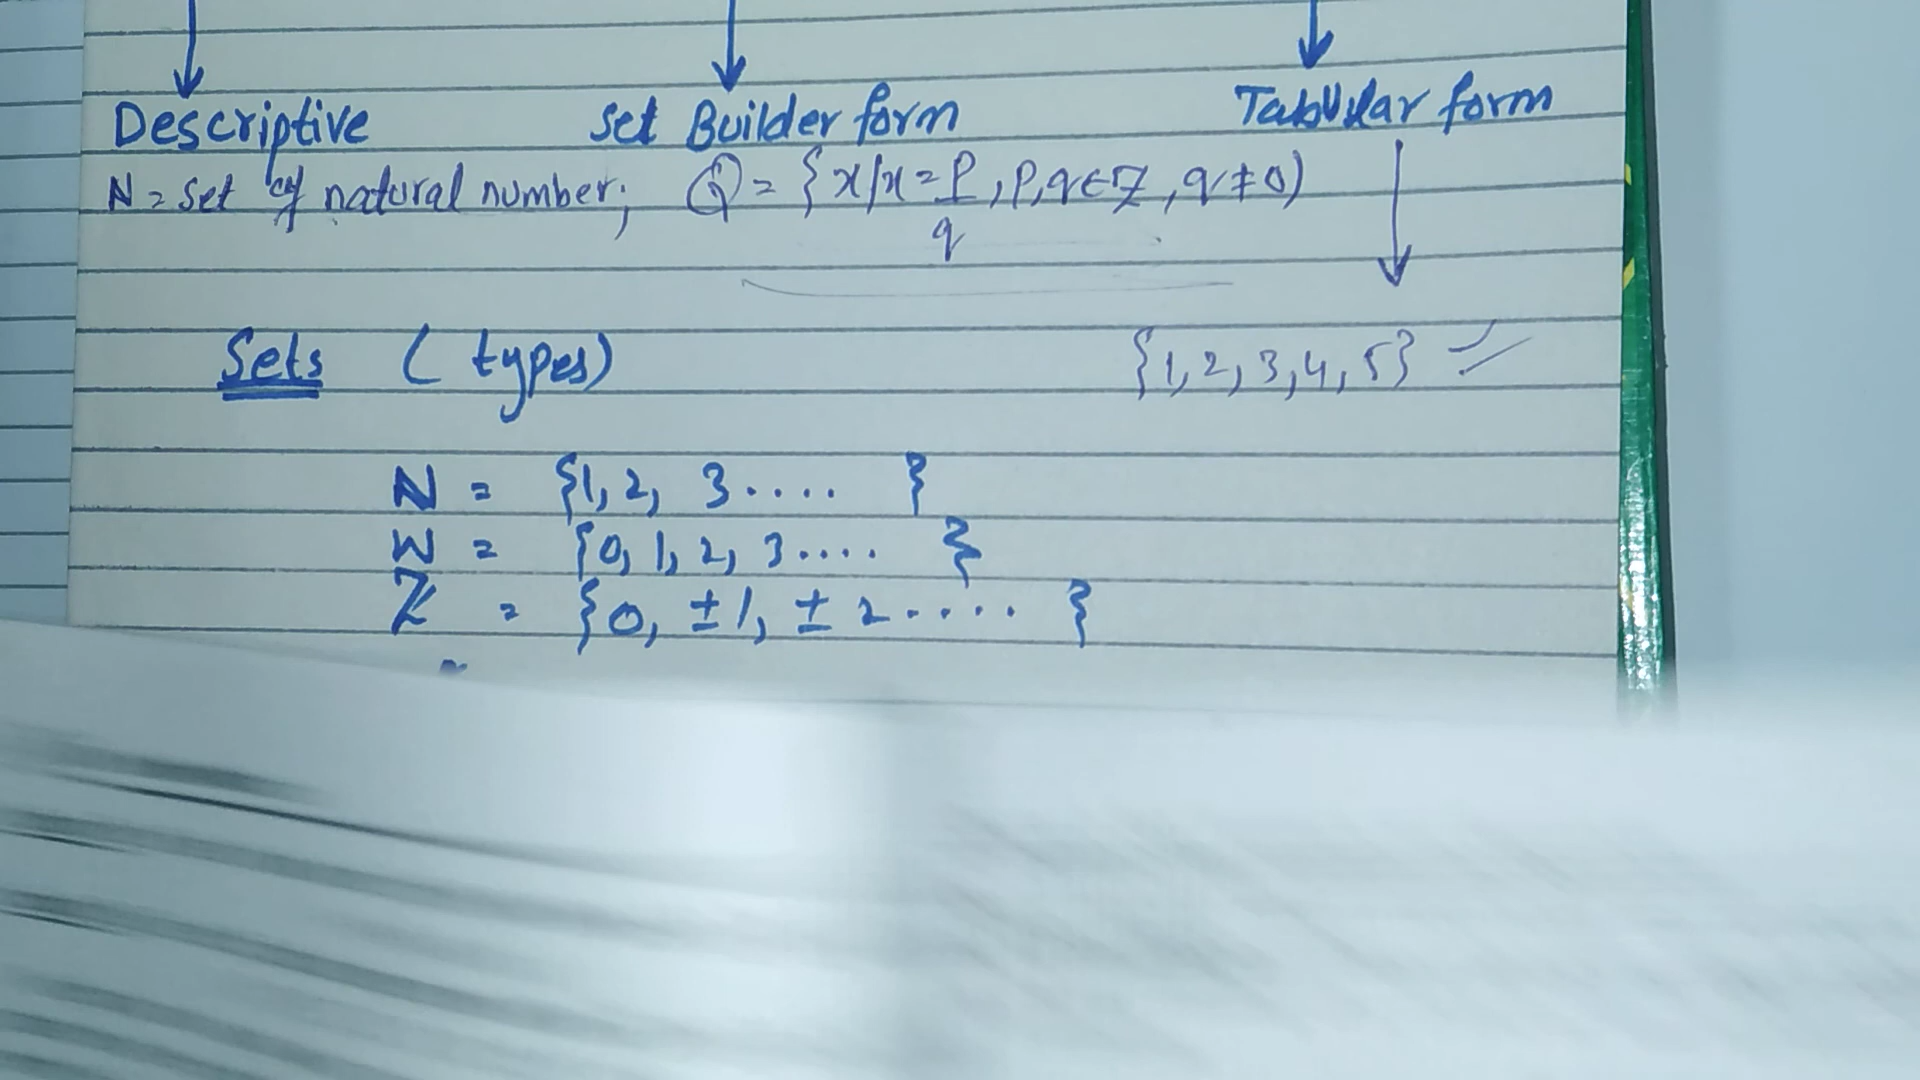 Descriptive Set Builder form Tabular form
N = set of natural number; Q = {x/x = p/q, p,q ∈ Z, q ≠ 0)
Sets (types) {1, 2, 3, 4, 5}
N = {1, 2, 3 .... }
W = {0, 1, 2, 3 .... }
Z = {0, ±1, ±2 .... }